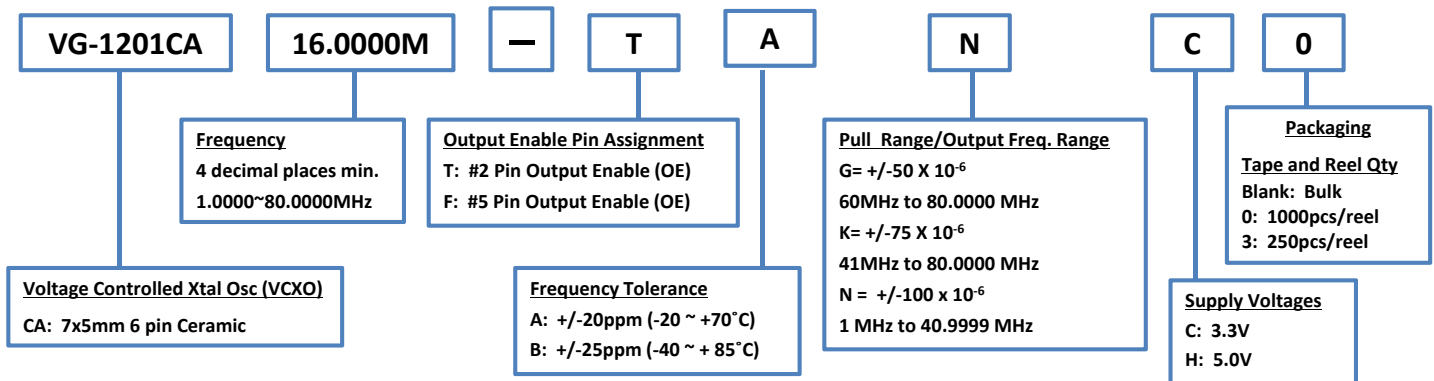 VG-1201CA 16.0000M – T A N C 0
Frequency
4 decimal places min.
1.0000~80.0000MHz
Output Enable Pin Assignment
T: #2 Pin Output Enable (OE)
F: #5 Pin Output Enable (OE)
Pull Range/Output Freq. Range
G= +/-50 X 10⁻⁶
60MHz to 80.0000 MHz
K= +/-75 X 10⁻⁶
41MHz to 80.0000 MHz
N = +/-100 x 10⁻⁶
1 MHz to 40.9999 MHz
Packaging
Tape and Reel Qty
Blank: Bulk
0: 1000pcs/reel
3: 250pcs/reel
Voltage Controlled Xtal Osc (VCXO)
CA: 7x5mm 6 pin Ceramic
Frequency Tolerance
A: +/-20ppm (-20 ~ +70˚C)
B: +/-25ppm (-40 ~ + 85˚C)
Supply Voltages
C: 3.3V
H: 5.0V